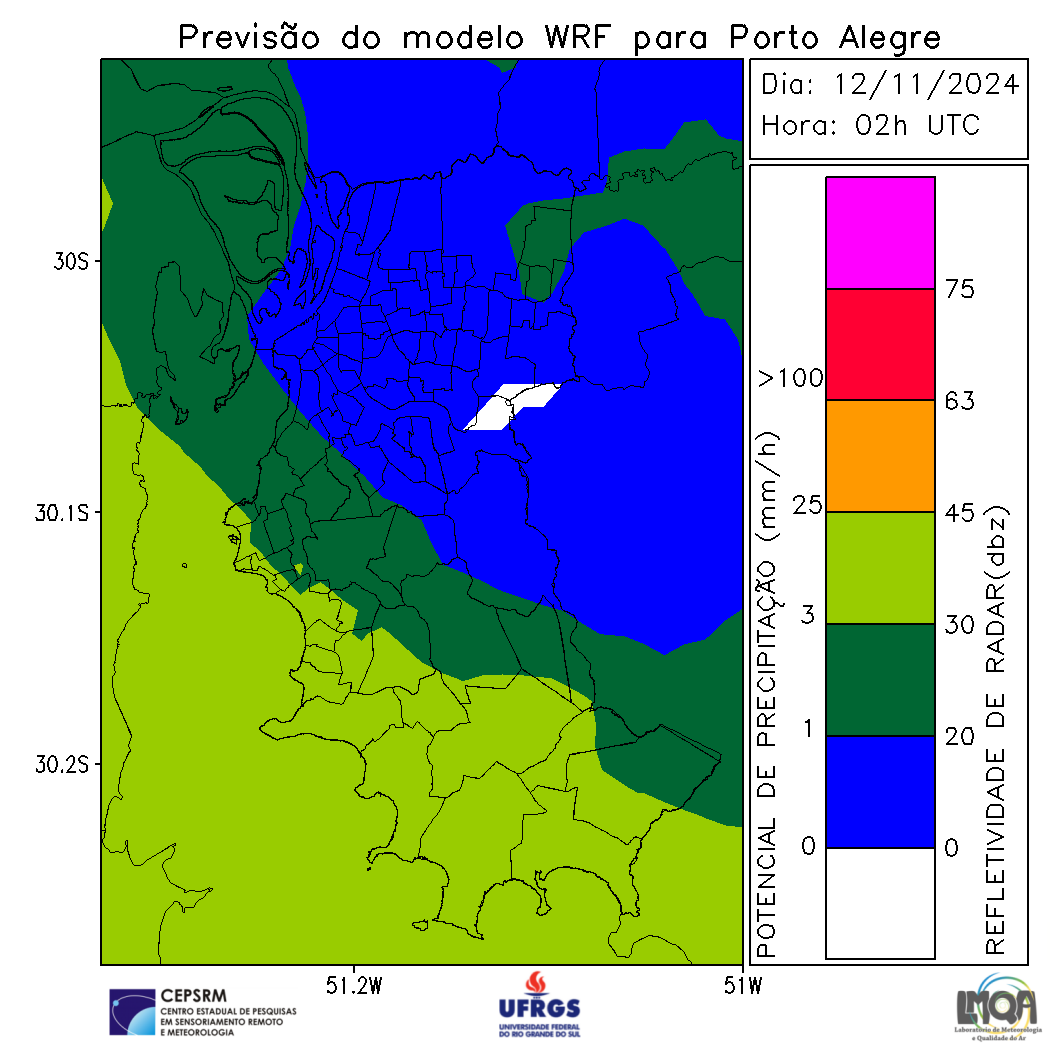 Previsão do modelo WRF para Porto Alegre
Dia: 12/11/2024
Hora: 02h UTC
30S
30.1S
30.2S
51.2W
51W
POTENCIAL DE PRECIPITAÇÃO (mm/h)
>100
25
3
1
0
75
63
45
30
20
0
REFLETIVIDADE DE RADAR(dbz)
CEPSRM
CENTRO ESTADUAL DE PESQUISAS
EM SENSORIAMENTO REMOTO
E METEOROLOGIA
UFRGS
UNIVERSIDADE FEDERAL
DO RIO GRANDE DO SUL
LMQA
Laboratório de Meteorologia
e Qualidade do Ar